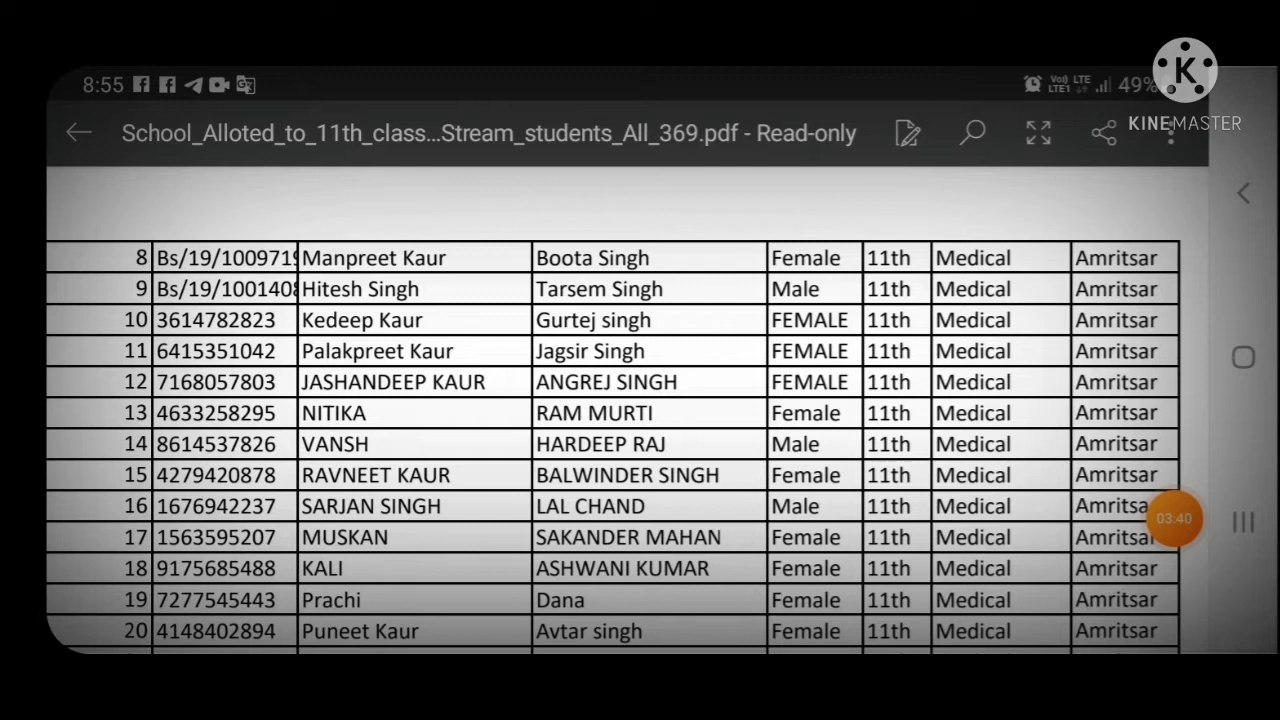 8:55
49%
KINEMASTER
School_Alloted_to_11th_class...Stream_students_All_369.pdf - Read-only
8 Bs/19/1009719 Manpreet Kaur Boota Singh Female 11th Medical Amritsar
9 Bs/19/1001408 Hitesh Singh Tarsem Singh Male 11th Medical Amritsar
10 3614782823 Kedeep Kaur Gurtej singh FEMALE 11th Medical Amritsar
11 6415351042 Palakpreet Kaur Jagsir Singh FEMALE 11th Medical Amritsar
12 7168057803 JASHANDEEP KAUR ANGREJ SINGH FEMALE 11th Medical Amritsar
13 4633258295 NITIKA RAM MURTI Female 11th Medical Amritsar
14 8614537826 VANSH HARDEEP RAJ Male 11th Medical Amritsar
15 4279420878 RAVNEET KAUR BALWINDER SINGH Female 11th Medical Amritsar
16 1676942237 SARJAN SINGH LAL CHAND Male 11th Medical Amritsa
03:40
17 1563595207 MUSKAN SAKANDER MAHAN Female 11th Medical Amritsar
18 9175685488 KALI ASHWANI KUMAR Female 11th Medical Amritsar
19 7277545443 Prachi Dana Female 11th Medical Amritsar
20 4148402894 Puneet Kaur Avtar singh Female 11th Medical Amritsar